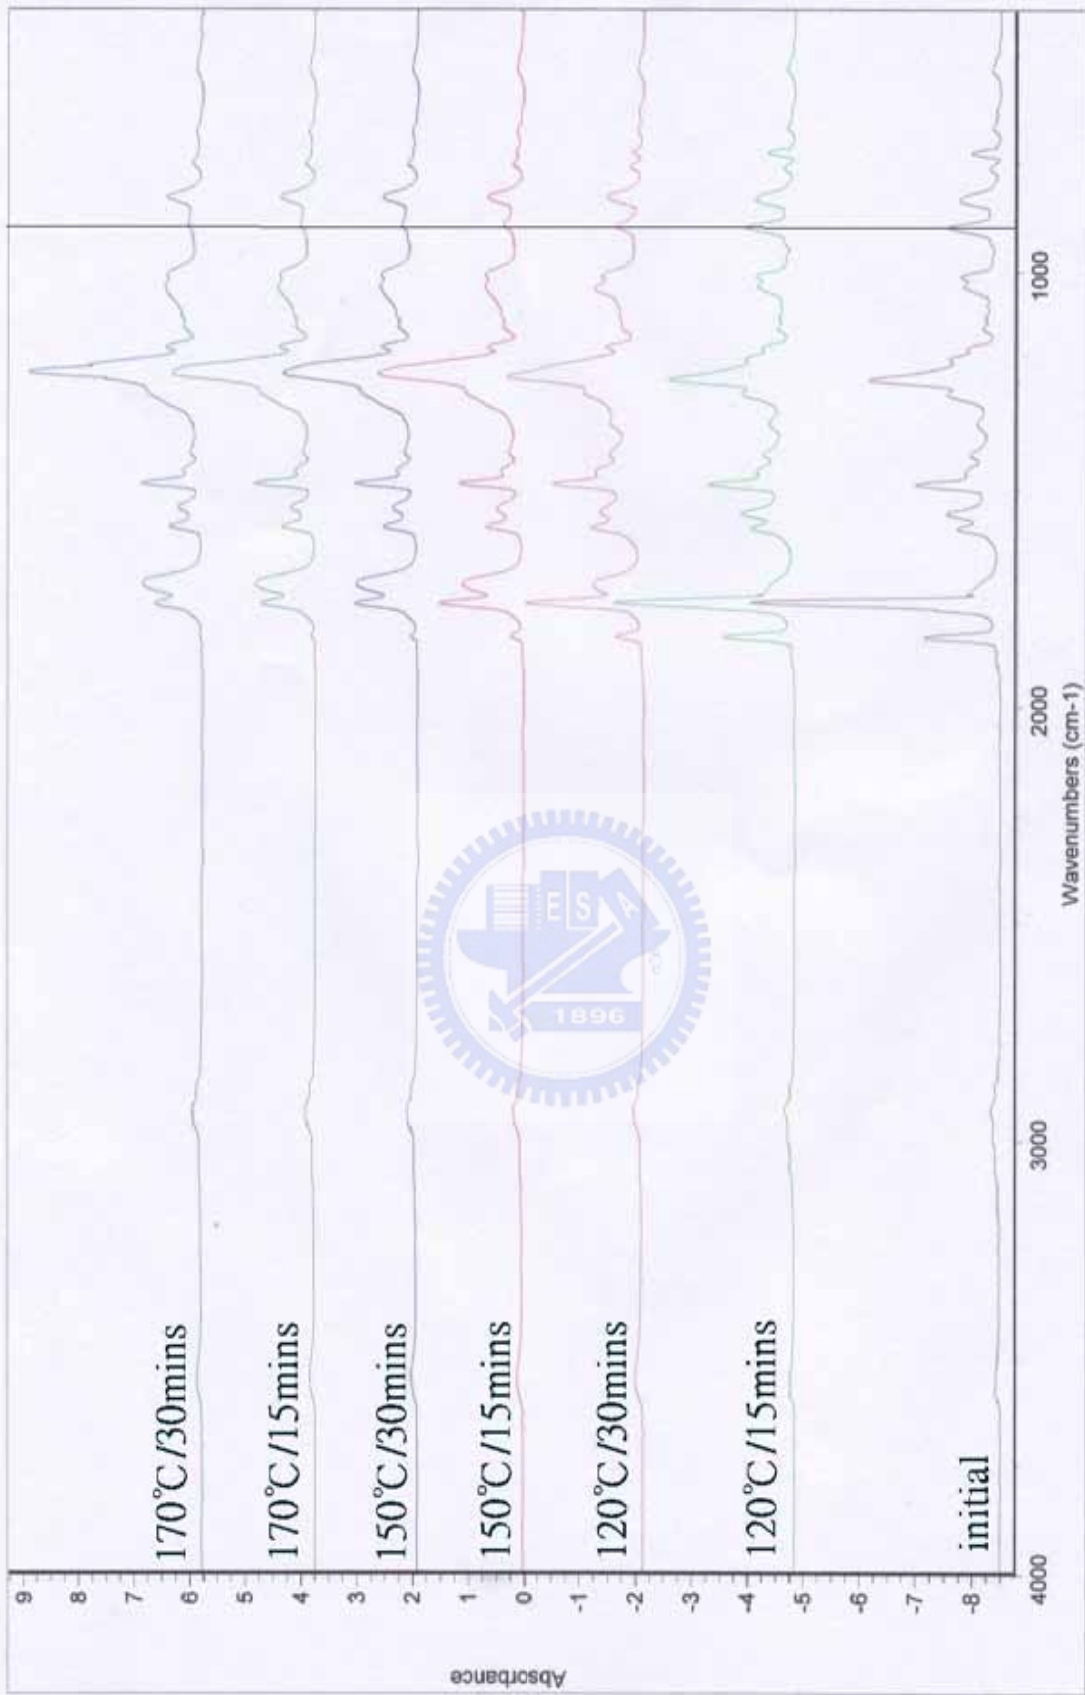 170℃/30mins
170℃/15mins
150℃/30mins
150℃/15mins
120℃/30mins
120℃/15mins
initial
9
8
7
6
5
4
3
2
1
0
-1
-2
-3
-4
-5
-6
-7
-8
Absorbance
4000
3000
2000
1000
Wavenumbers (cm-1)
E S A
1896